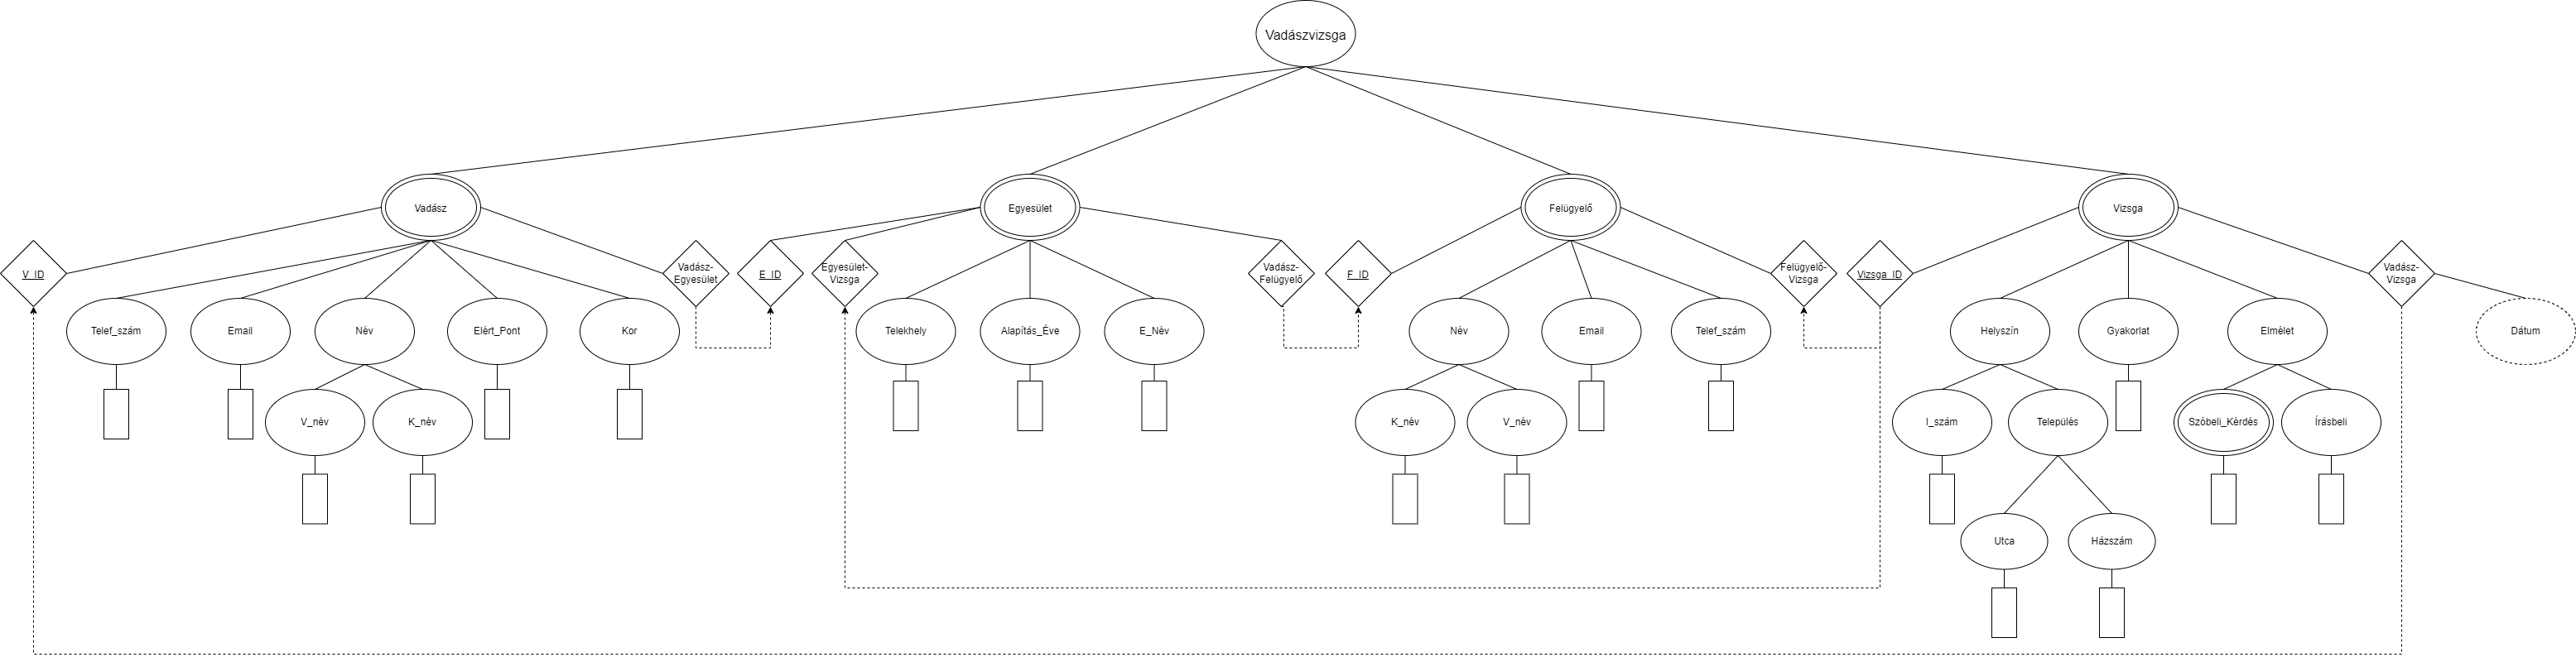 Vadászvizsga
Vadász
Egyesület
Felügyelő
Vizsga
V_ID
Vadász-
Egyesület
E_ID
Egyesület-
Vizsga
Vadász-
Felügyelő
F_ID
Felügyelő-
Vizsga
Vizsga_ID
Vadász-
Vizsga
Telef_szám
Email
Név
Elért_Pont
Kor
Telekhely
Alapítás_Éve
E_Név
Név
Email
Telef_szám
Helyszín
Gyakorlat
Elmélet
Dátum
V_név
K_név
K_név
V_név
I_szám
Település
Szóbeli_Kérdés
Írásbeli
Utca
Házszám